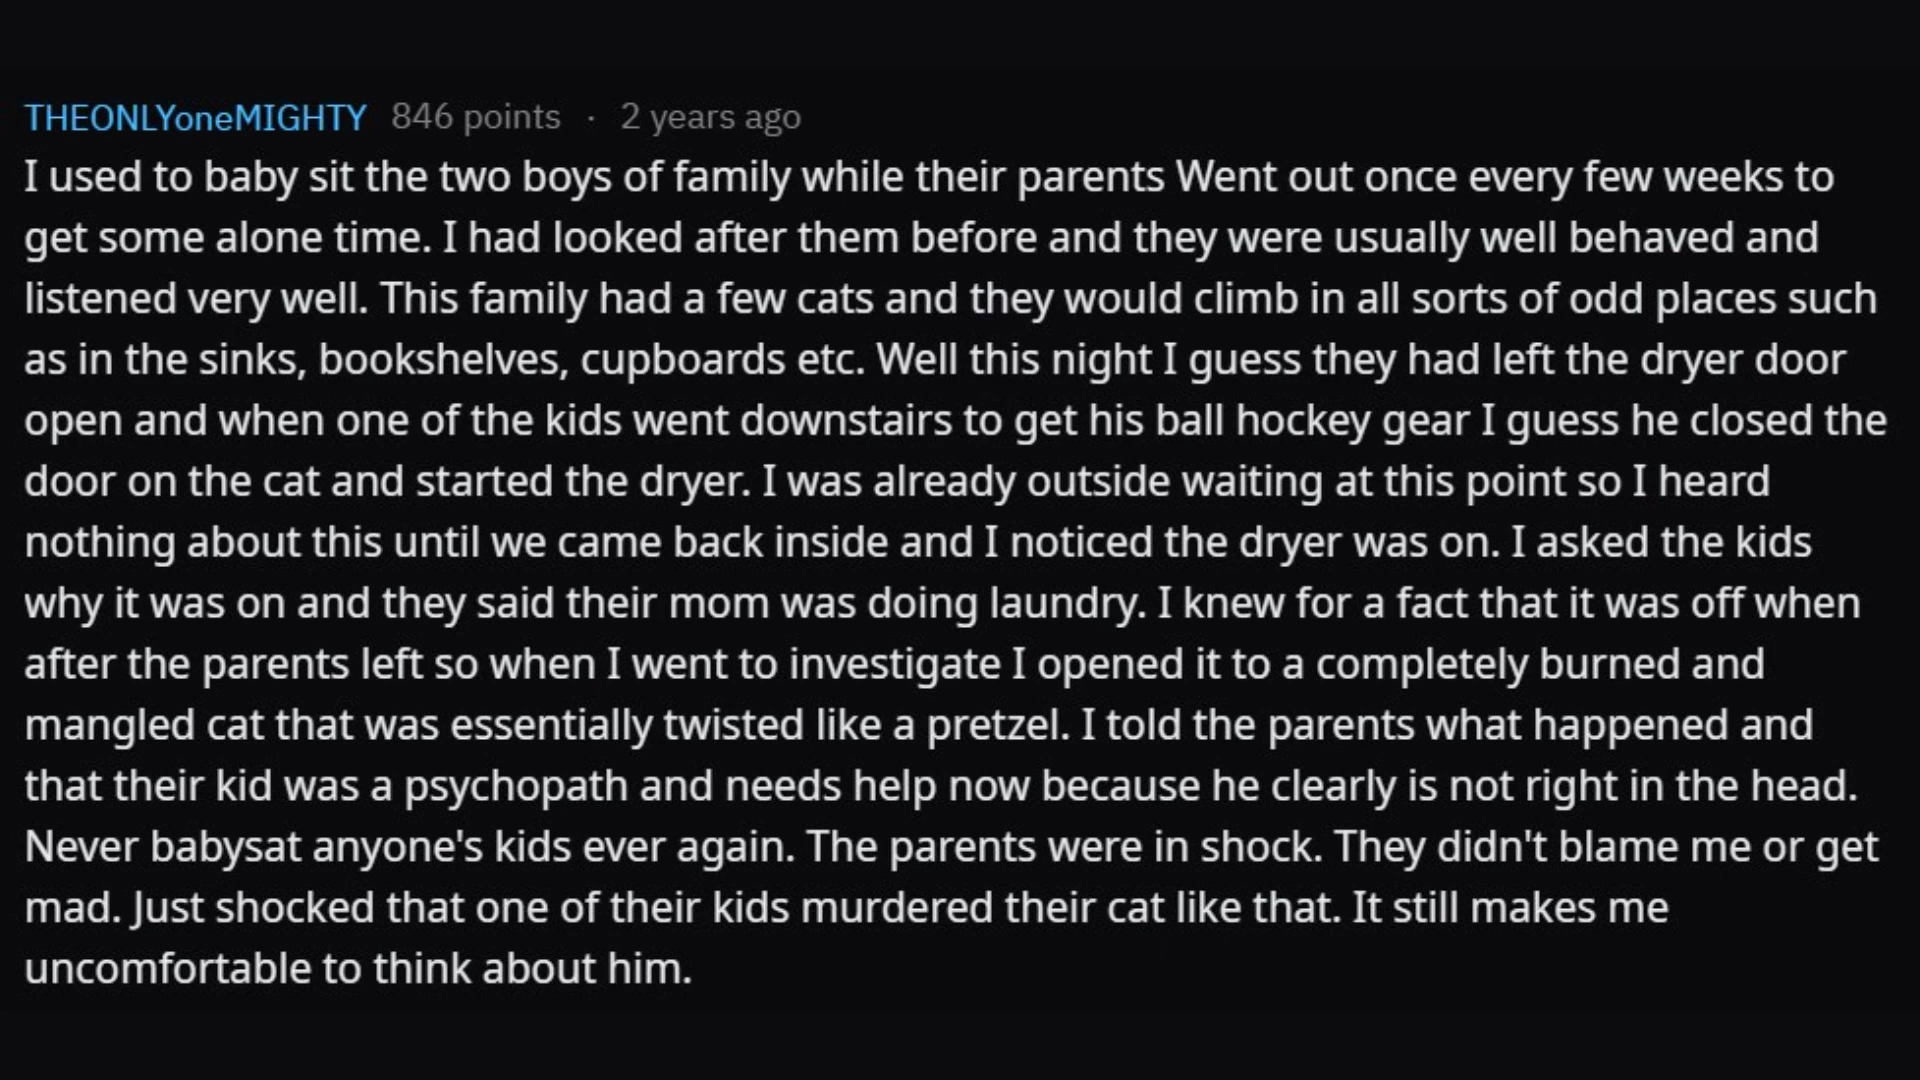 THEONLYoneMIGHTY 846 points · 2 years ago
I used to baby sit the two boys of family while their parents Went out once every few weeks to
get some alone time. I had looked after them before and they were usually well behaved and
listened very well. This family had a few cats and they would climb in all sorts of odd places such
as in the sinks, bookshelves, cupboards etc. Well this night I guess they had left the dryer door
open and when one of the kids went downstairs to get his ball hockey gear I guess he closed the
door on the cat and started the dryer. I was already outside waiting at this point so I heard
nothing about this until we came back inside and I noticed the dryer was on. I asked the kids
why it was on and they said their mom was doing laundry. I knew for a fact that it was off when
after the parents left so when I went to investigate I opened it to a completely burned and
mangled cat that was essentially twisted like a pretzel. I told the parents what happened and
that their kid was a psychopath and needs help now because he clearly is not right in the head.
Never babysat anyone's kids ever again. The parents were in shock. They didn't blame me or get
mad. Just shocked that one of their kids murdered their cat like that. It still makes me
uncomfortable to think about him.